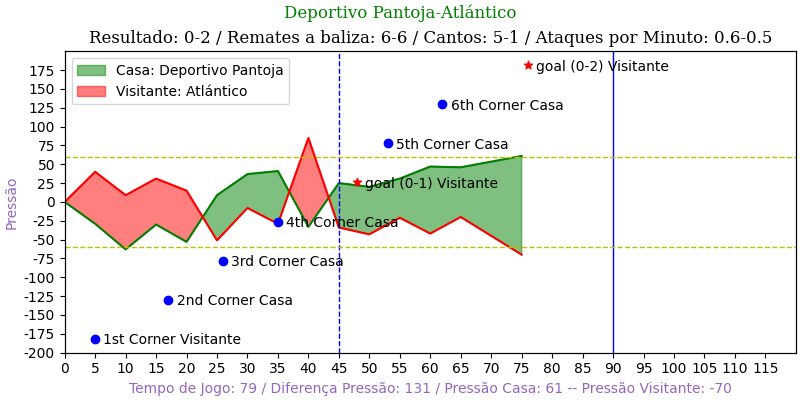 Deportivo Pantoja-Atlántico
Resultado: 0-2 / Remates a baliza: 6-6 / Cantos: 5-1 / Ataques por Minuto: 0.6-0.5
Casa: Deportivo Pantoja
Visitante: Atlántico
goal (0-2) Visitante
6th Corner Casa
5th Corner Casa
goal (0-1) Visitante
4th Corner Casa
3rd Corner Casa
2nd Corner Casa
1st Corner Visitante
Pressão
175
150
125
100
75
50
25
0
-25
-50
-75
-100
-125
-150
-175
-200
0 5 10 15 20 25 30 35 40 45 50 55 60 65 70 75 80 85 90 95 100 105 110 115
Tempo de Jogo: 79 / Diferença Pressão: 131 / Pressão Casa: 61 -- Pressão Visitante: -70